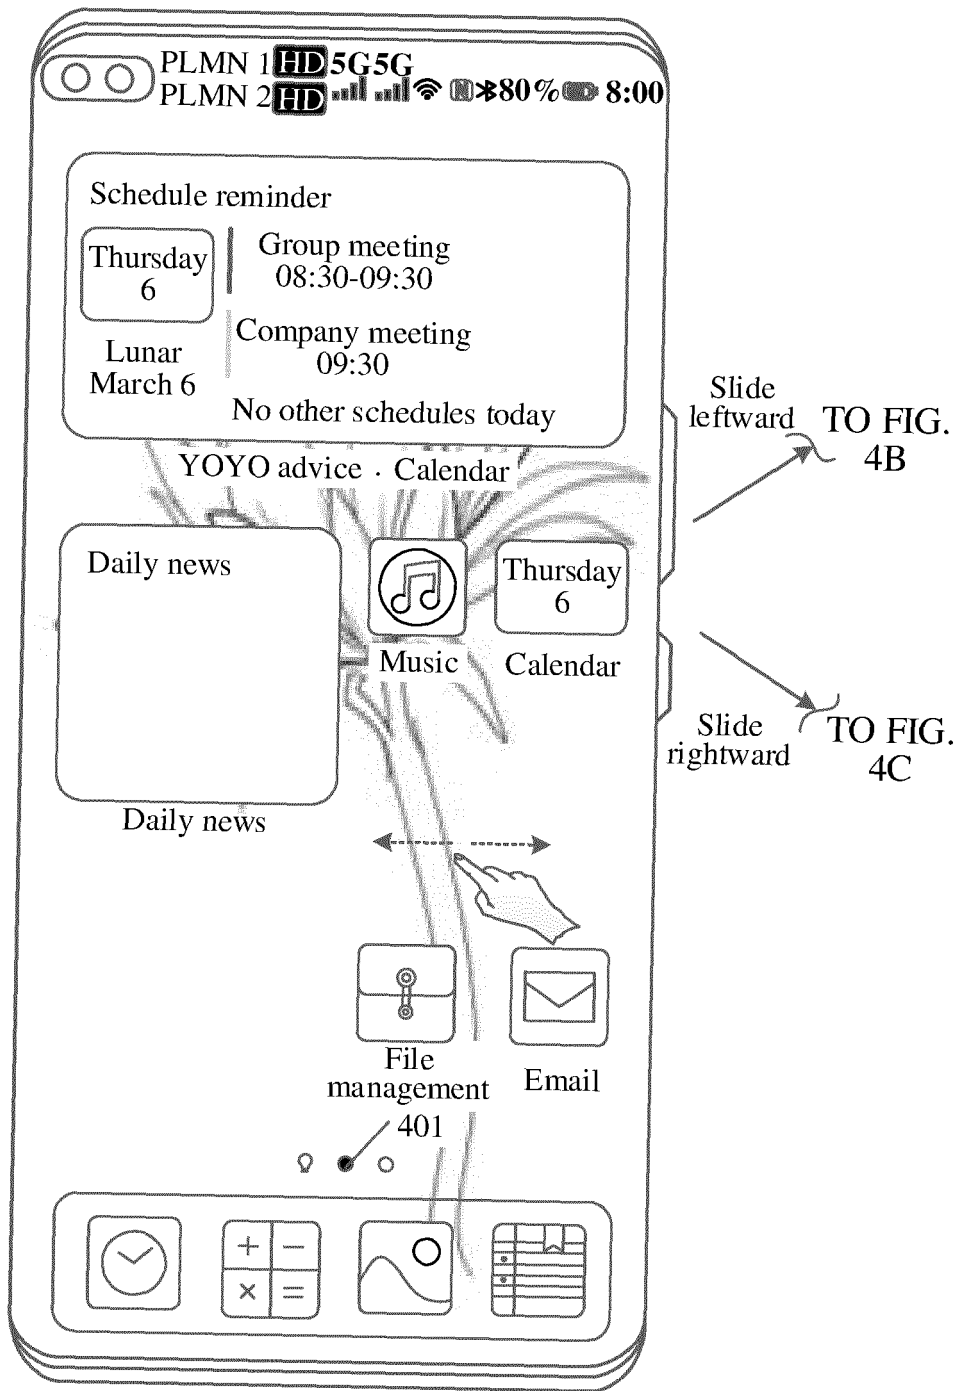 PLMN 1 HD 5G 5G
PLMN 2 HD N 80% 8:00
Schedule reminder
Thursday
6
Lunar
March 6
Group meeting
08:30-09:30
Company meeting
09:30
No other schedules today
YOYO advice · Calendar
Slide
leftward
TO FIG.
4B
Daily news
Daily news
Music
Thursday
6
Calendar
Slide
rightward
TO FIG.
4C
File
management
Email
401